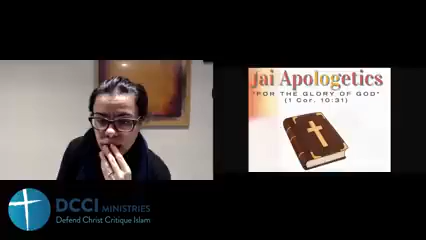 Jai Apologetics
"FOR THE GLORY OF GOD"
(1 Cor. 10:31)
DCCI MINISTRIES
Defend Christ Critique Islam